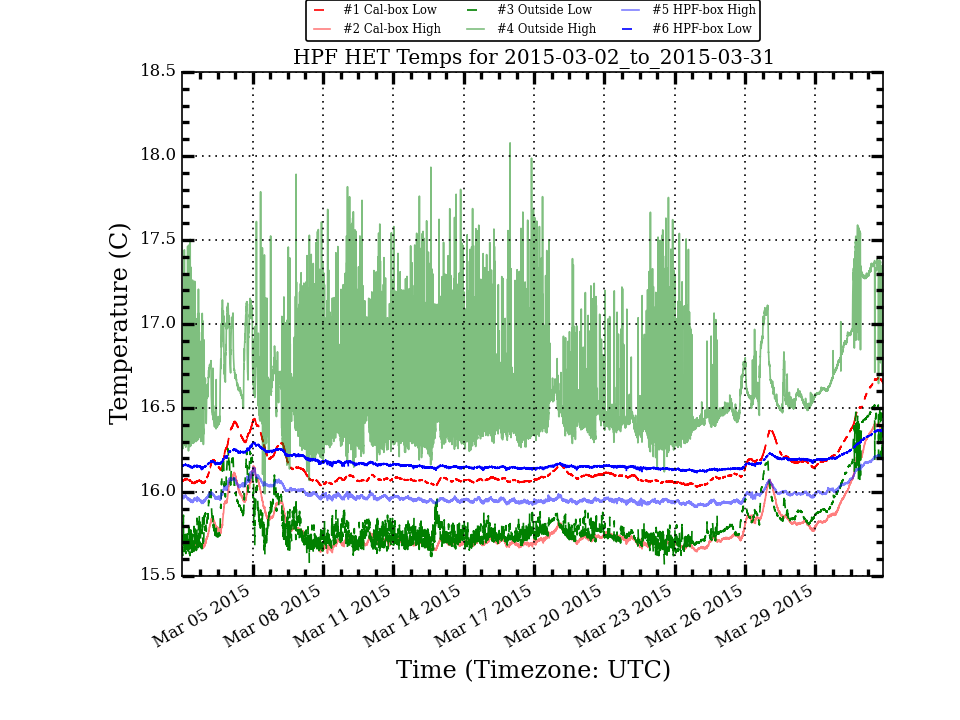 #1 Cal-box Low #3 Outside Low #5 HPF-box High
#2 Cal-box High #4 Outside High #6 HPF-box Low
HPF HET Temps for 2015-03-02_to_2015-03-31
18.5
18.0
17.5
17.0
16.5
16.0
15.5
Temperature (C)
Mar 05 2015
Mar 08 2015
Mar 11 2015
Mar 14 2015
Mar 17 2015
Mar 20 2015
Mar 23 2015
Mar 26 2015
Mar 29 2015
Time (Timezone: UTC)